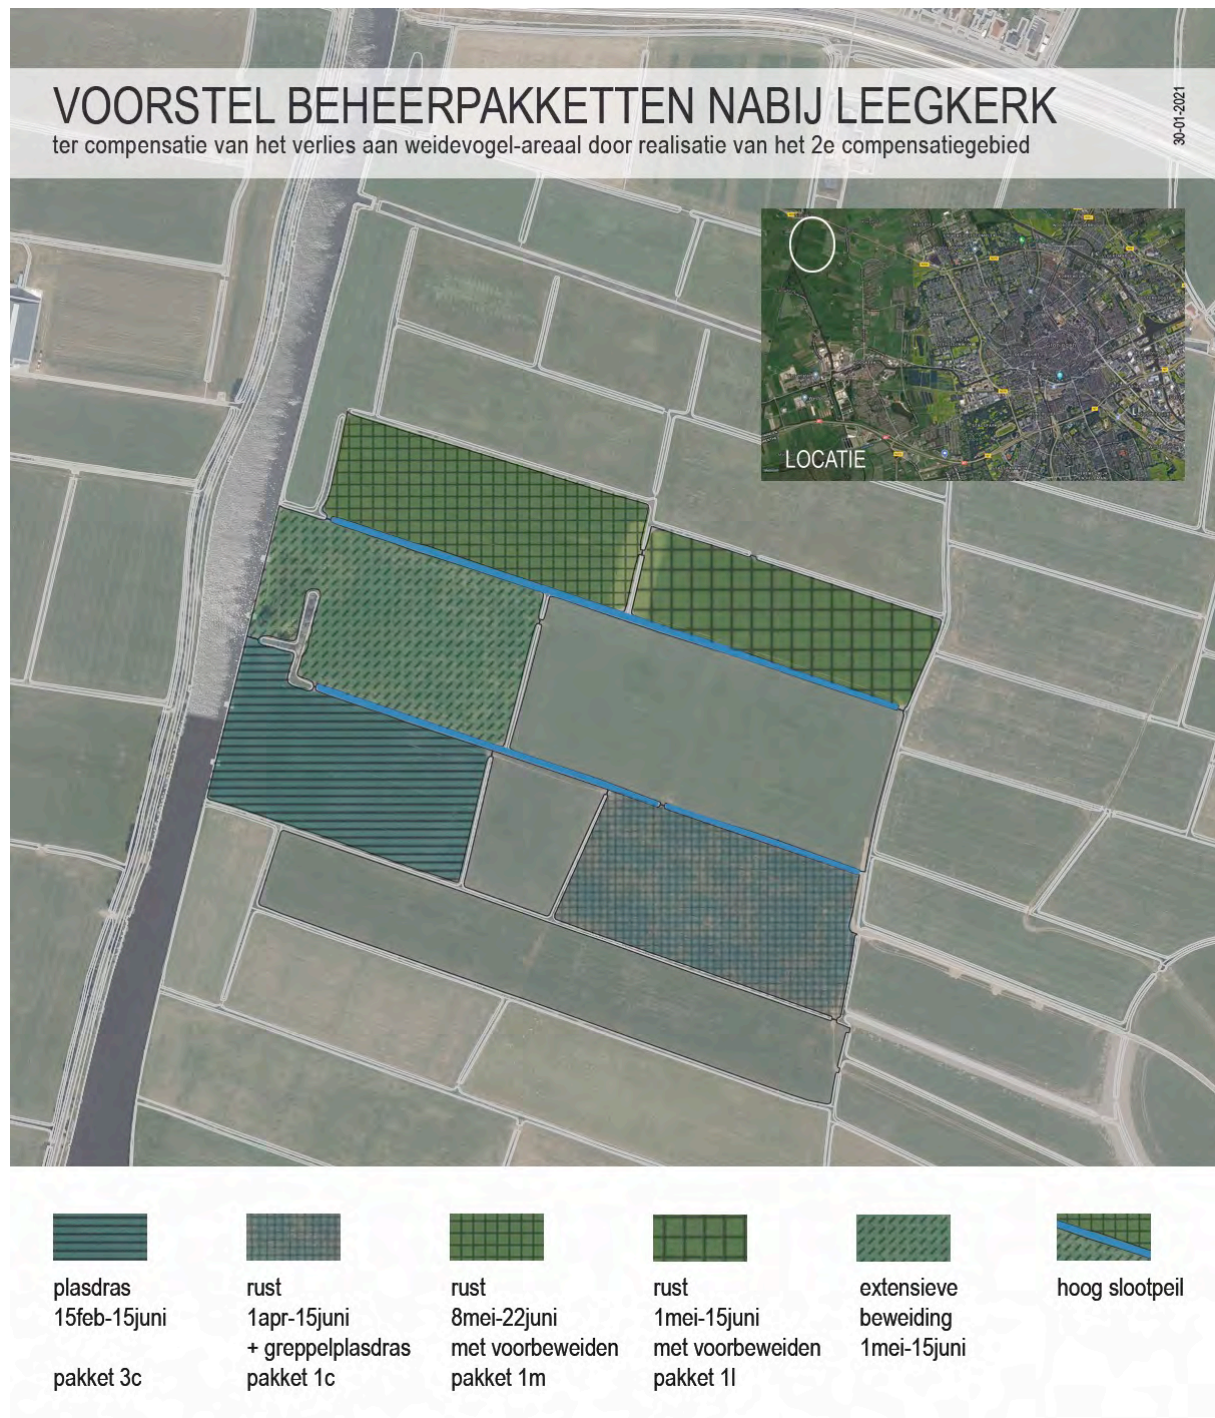 VOORSTEL BEHEERPAKKETTEN NABIJ LEEGKERK
ter compensatie van het verlies aan weidevogel-areaal door realisatie van het 2e compensatiegebied
30-01-2021
LOCATIE
plasdras
15feb-15juni
pakket 3c
rust
1apr-15juni
+ greppelplasdras
pakket 1c
rust
8mei-22juni
met voorbeweiden
pakket 1m
rust
1mei-15juni
met voorbeweiden
pakket 1l
extensieve
beweiding
1mei-15juni
hoog slootpeil